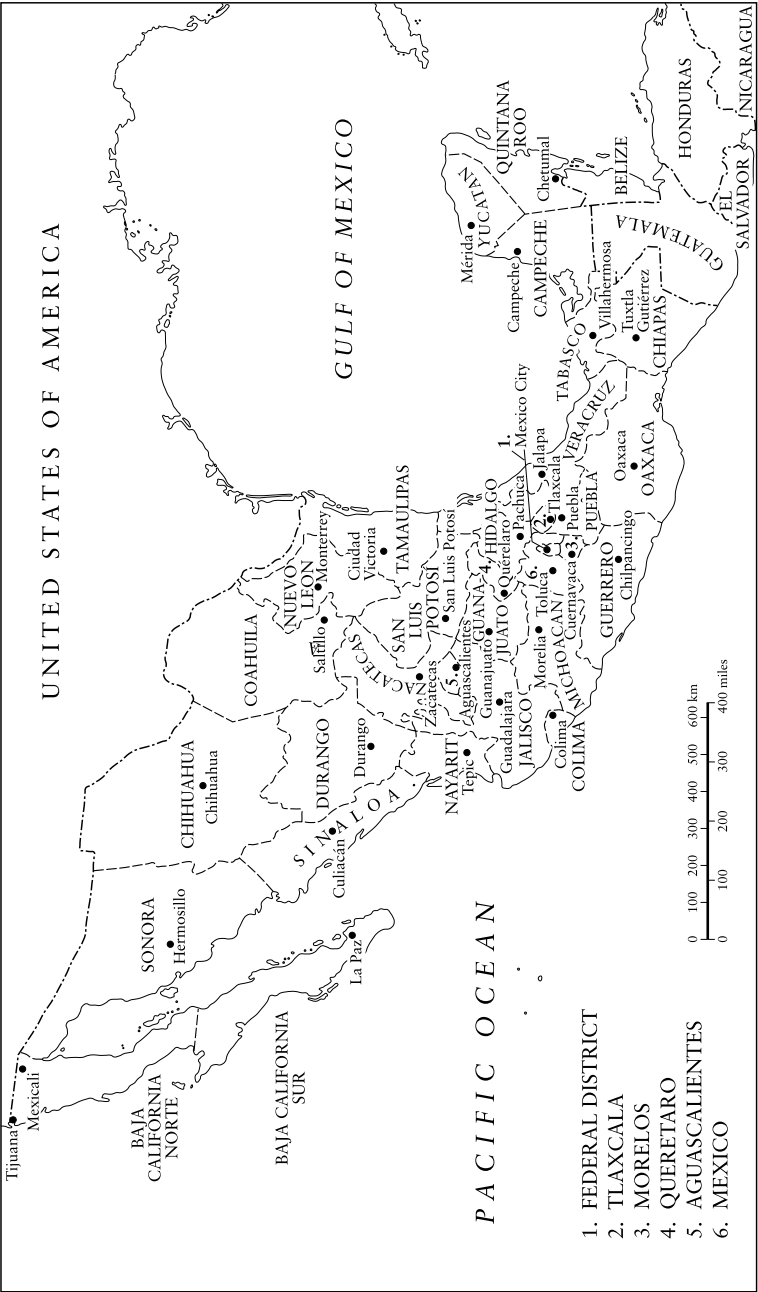 UNITED STATES OF AMERICA
GULF OF MEXICO
PACIFIC OCEAN
Tijuana
Mexicali
BAJA
CALIFORNIA
NORTE
BAJA CALIFORNIA
SUR
La Paz
SONORA
Hermosillo
CHIHUAHUA
Chihuahua
COAHUILA
Saltillo
NUEVO
LEON
Monterrey
TAMAULIPAS
Ciudad
Victoria
SINALOA
Culiacán
DURANGO
Durango
ZACATECAS
Zacatecas
SAN
LUIS
POTOSI
San Luis Potosí
NAYARIT
Tepic
5.
Aguascalientes
GUANA-
JUATO
Guanajuato
4.
Queréraro
HIDALGO
Pachuca
1.
Mexico City
JALISCO
Guadalajara
COLIMA
Colima
MICHOACAN
Morelia
6.
Toluca
2.
Tlaxcala
3.
Cuernavaca
PUEBLA
Puebla
VERACRUZ
Jalapa
GUERRERO
Chilpancingo
OAXACA
Oaxaca
TABASCO
Villahermosa
CHIAPAS
Tuxtla
Gutiérrez
CAMPECHE
Campeche
YUCATAN
Mérida
QUINTANA
ROO
Chetumal
BELIZE
GUATEMALA
HONDURAS
EL
SALVADOR
NICARAGUA
0 100 200 300 400 500 600 km
0 100 200 300 400 miles
1. FEDERAL DISTRICT
2. TLAXCALA
3. MORELOS
4. QUERETARO
5. AGUASCALIENTES
6. MEXICO